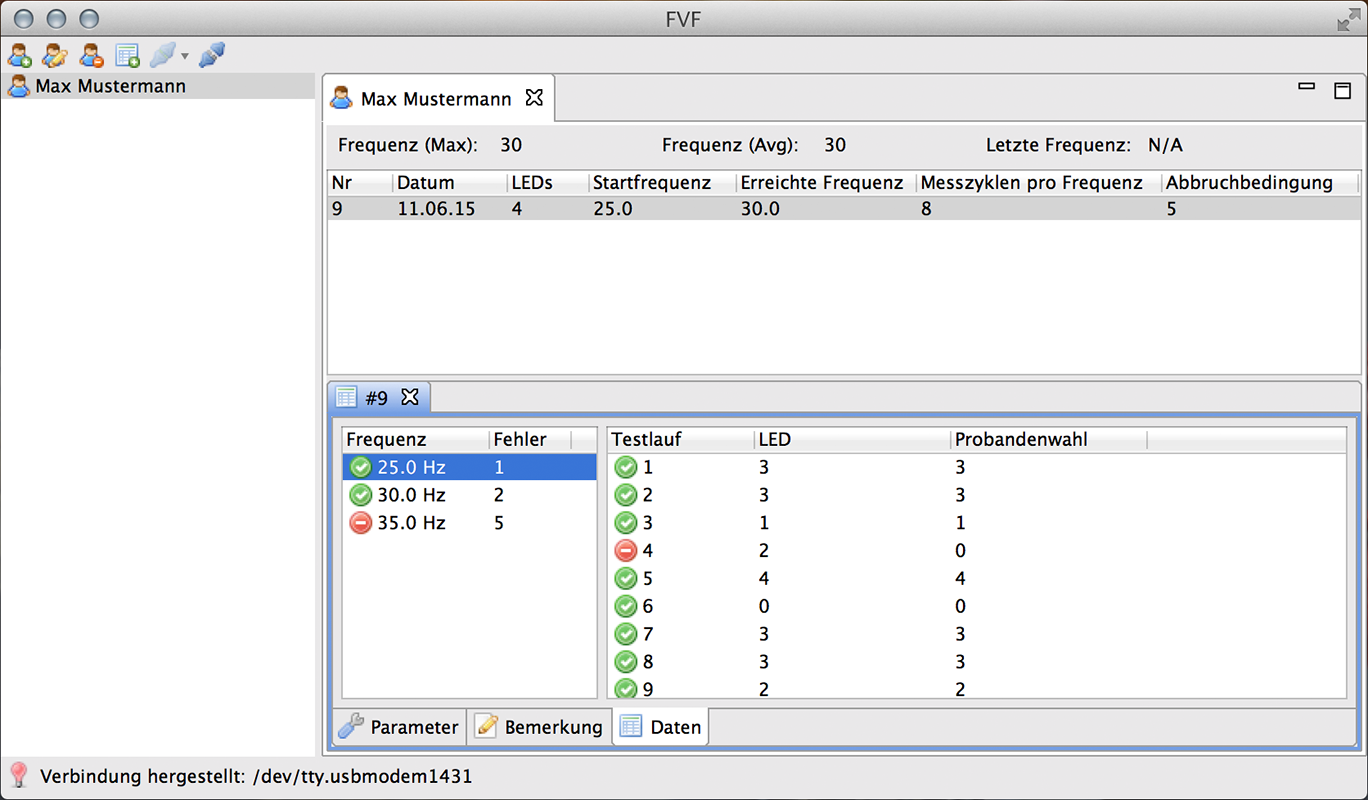 FVF
Max Mustermann
Max Mustermann
Frequenz (Max): 30 Frequenz (Avg): 30 Letzte Frequenz: N/A
Nr Datum LEDs Startfrequenz Erreichte Frequenz Messzyklen pro Frequenz Abbruchbedingung
9 11.06.15 4 25.0 30.0 8 5
#9
Frequenz Fehler
25.0 Hz 1
30.0 Hz 2
35.0 Hz 5
Testlauf LED Probandenwahl
1 3 3
2 3 3
3 1 1
4 2 0
5 4 4
6 0 0
7 3 3
8 3 3
9 2 2
Parameter Bemerkung Daten
Verbindung hergestellt: /dev/tty.usbmodem1431